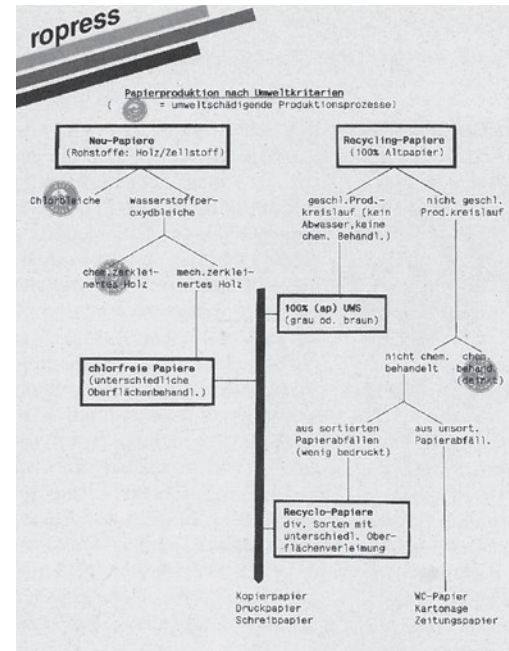 ropress
Papierproduktion nach Umweltkriterien
( = umweltschädigende Produktionsprozesse)
Neu-Papiere
(Rohstoffe: Holz/Zellstoff)
Recycling-Papiere
(100% Altpapier)
Chlorbleiche
Wasserstoffper-
oxydbleiche
geschl.Prod.-
kreislauf (kein
Abwasser,keine
chem. Behandl.)
nicht geschl.
Prod.kreislauf
chem.zerklei-
nertes Holz
mech.zerklei-
nertes Holz
100% (ap) UWS
(grau od. braun)
chlorfreie Papiere
(unterschiedliche
Oberflächenbehandl.)
nicht chem.
behandelt
chem.
behand.
(deinkt)
aus sortierten
Papierabfällen
(wenig bedruckt)
aus unsort.
Papierabfäll.
Recyclo-Papiere
div. Sorten mit
unterschiedl. Ober-
flächenverleimung
Kopierpapier
Druckpapier
Schreibpapier
WC-Papier
Kartonage
Zeitungspapier